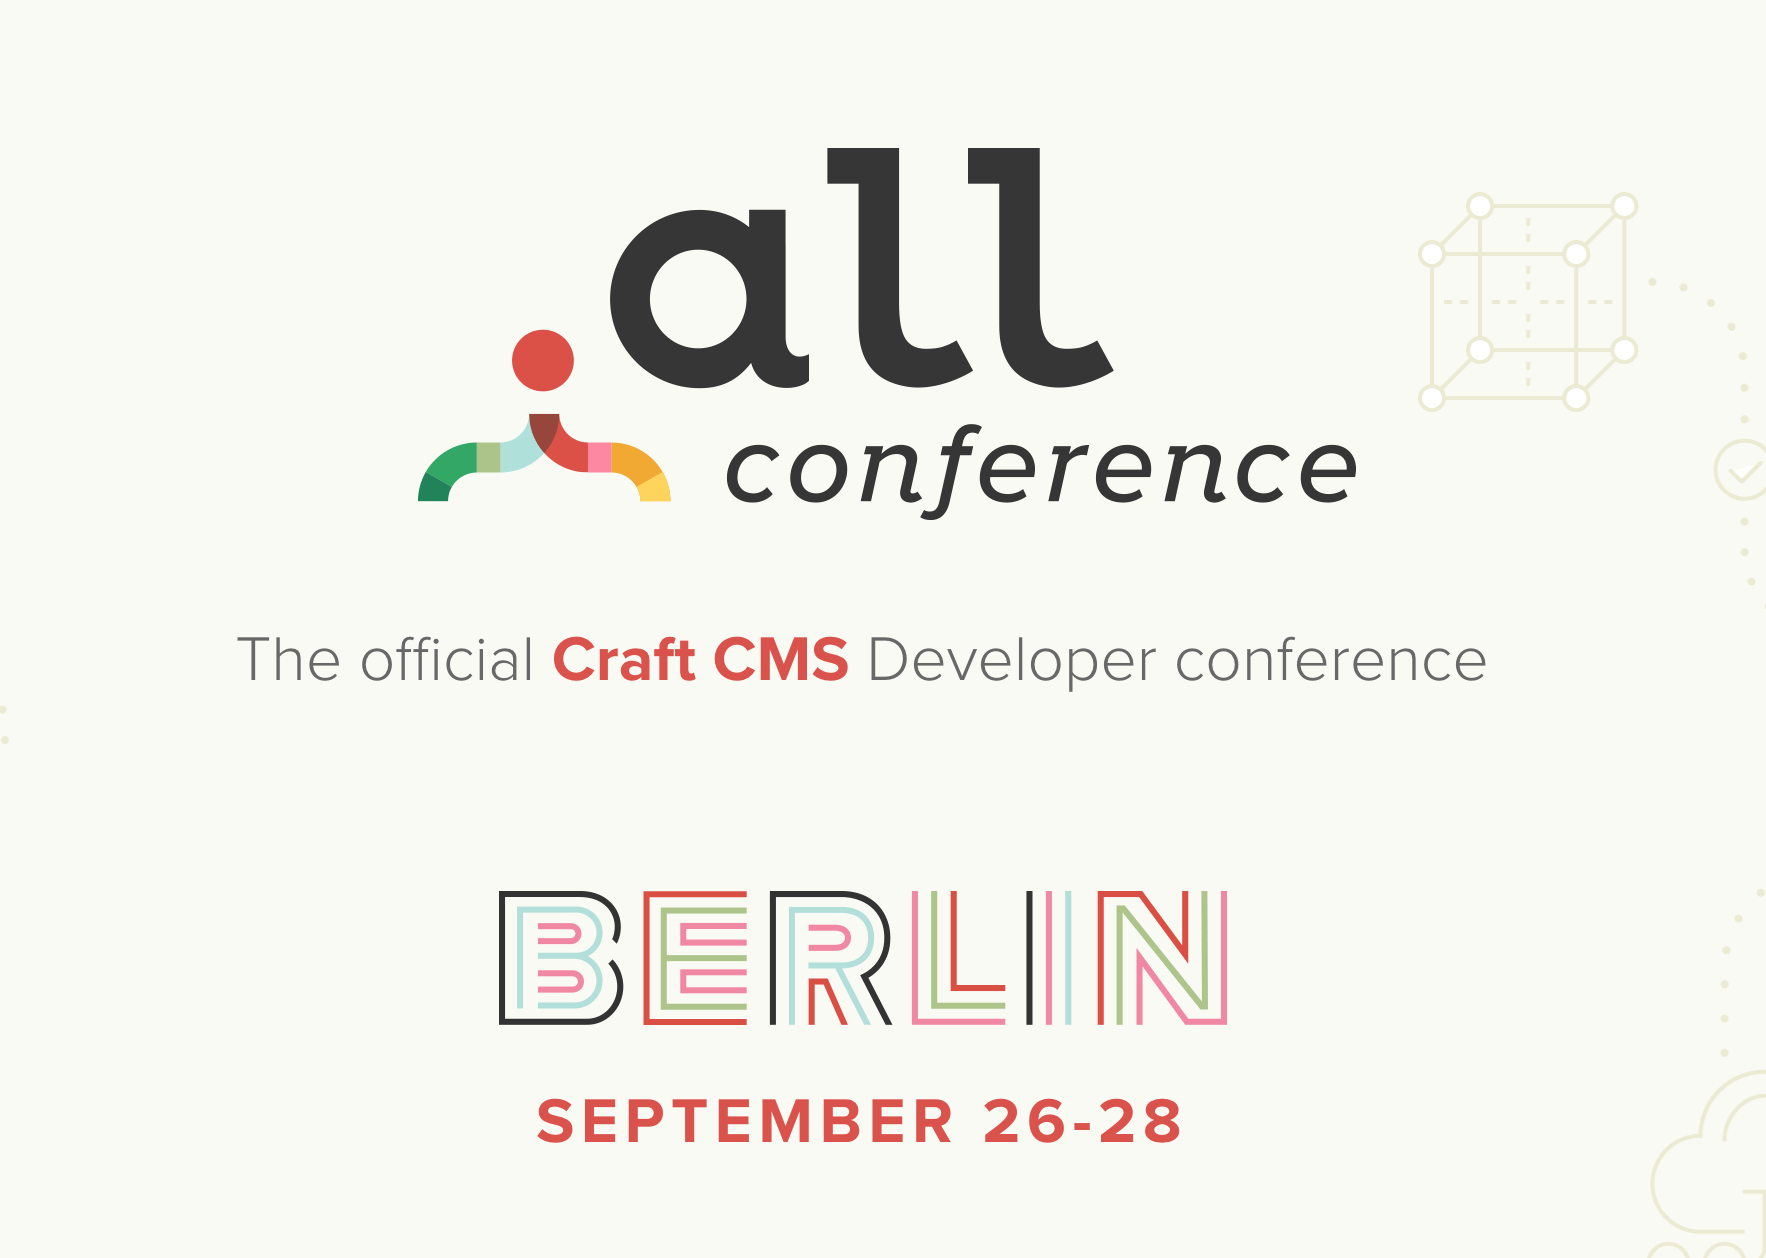 .all
conference
The official Craft CMS Developer conference
BERLIN
SEPTEMBER 26-28